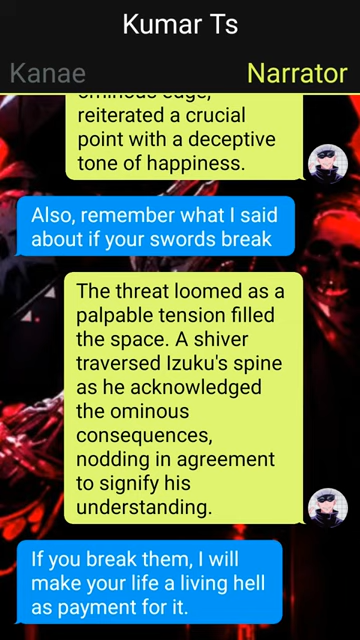 Kumar Ts
Kanae
Narrator
ominous edge,
reiterated a crucial
point with a deceptive
tone of happiness.
Also, remember what I said
about if your swords break
The threat loomed as a
palpable tension filled
the space. A shiver
traversed Izuku's spine
as he acknowledged
the ominous
consequences,
nodding in agreement
to signify his
understanding.
If you break them, I will
make your life a living hell
as payment for it.